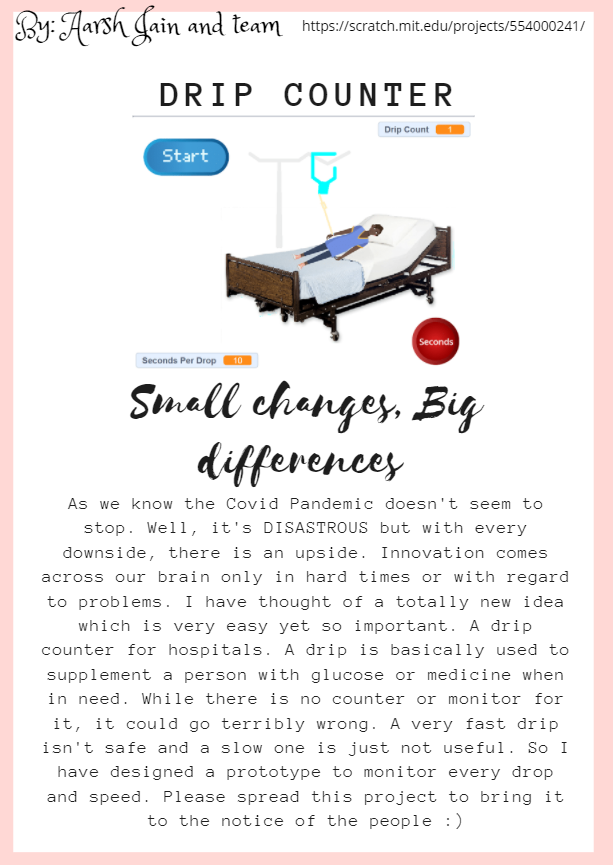 By: Aarsh Jain and team
https://scratch.mit.edu/projects/554000241/
DRIP COUNTER
Drip Count 1
Start
Seconds
Seconds Per Drop 10
Small changes, Big
differences
As we know the Covid Pandemic doesn't seem to
stop. Well, it's DISASTROUS but with every
downside, there is an upside. Innovation comes
across our brain only in hard times or with regard
to problems. I have thought of a totally new idea
which is very easy yet so important. A drip
counter for hospitals. A drip is basically used to
supplement a person with glucose or medicine when
in need. While there is no counter or monitor for
it, it could go terribly wrong. A very fast drip
isn't safe and a slow one is just not useful. So I
have designed a prototype to monitor every drop
and speed. Please spread this project to bring it
to the notice of the people :)